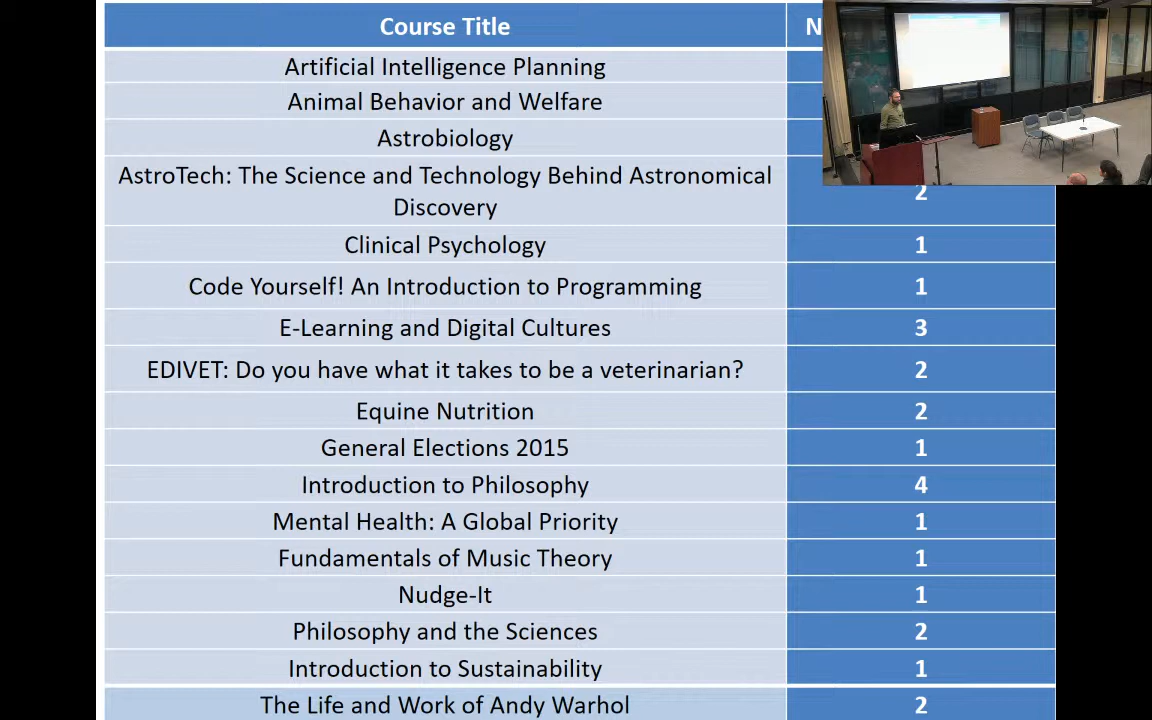 Course Title N
Artificial Intelligence Planning
Animal Behavior and Welfare
Astrobiology
AstroTech: The Science and Technology Behind Astronomical
Discovery 2
Clinical Psychology 1
Code Yourself! An Introduction to Programming 1
E-Learning and Digital Cultures 3
EDIVET: Do you have what it takes to be a veterinarian? 2
Equine Nutrition 2
General Elections 2015 1
Introduction to Philosophy 4
Mental Health: A Global Priority 1
Fundamentals of Music Theory 1
Nudge-It 1
Philosophy and the Sciences 2
Introduction to Sustainability 1
The Life and Work of Andy Warhol 2